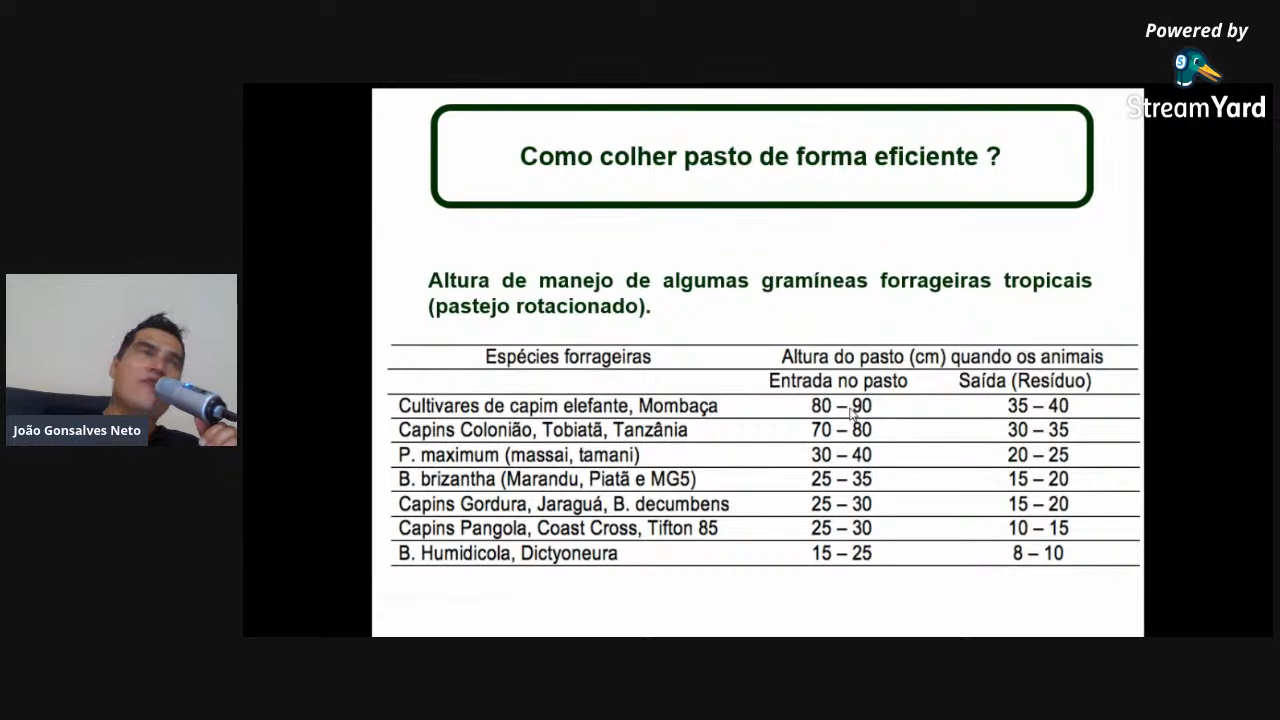 Powered by
StreamYard
Como colher pasto de forma eficiente ?
Altura de manejo de algumas gramíneas forrageiras tropicais
(pastejo rotacionado).
Espécies forrageiras Altura do pasto (cm) quando os animais
Entrada no pasto Saída (Resíduo)
Cultivares de capim elefante, Mombaça 80 – 90 35 – 40
Capins Colonião, Tobiatã, Tanzânia 70 – 80 30 – 35
P. maximum (massai, tamani) 30 – 40 20 – 25
B. brizantha (Marandu, Piatã e MG5) 25 – 35 15 – 20
Capins Gordura, Jaraguá, B. decumbens 25 – 30 15 – 20
Capins Pangola, Coast Cross, Tifton 85 25 – 30 10 – 15
B. Humidicola, Dictyoneura 15 – 25 8 – 10
João Gonsalves Neto